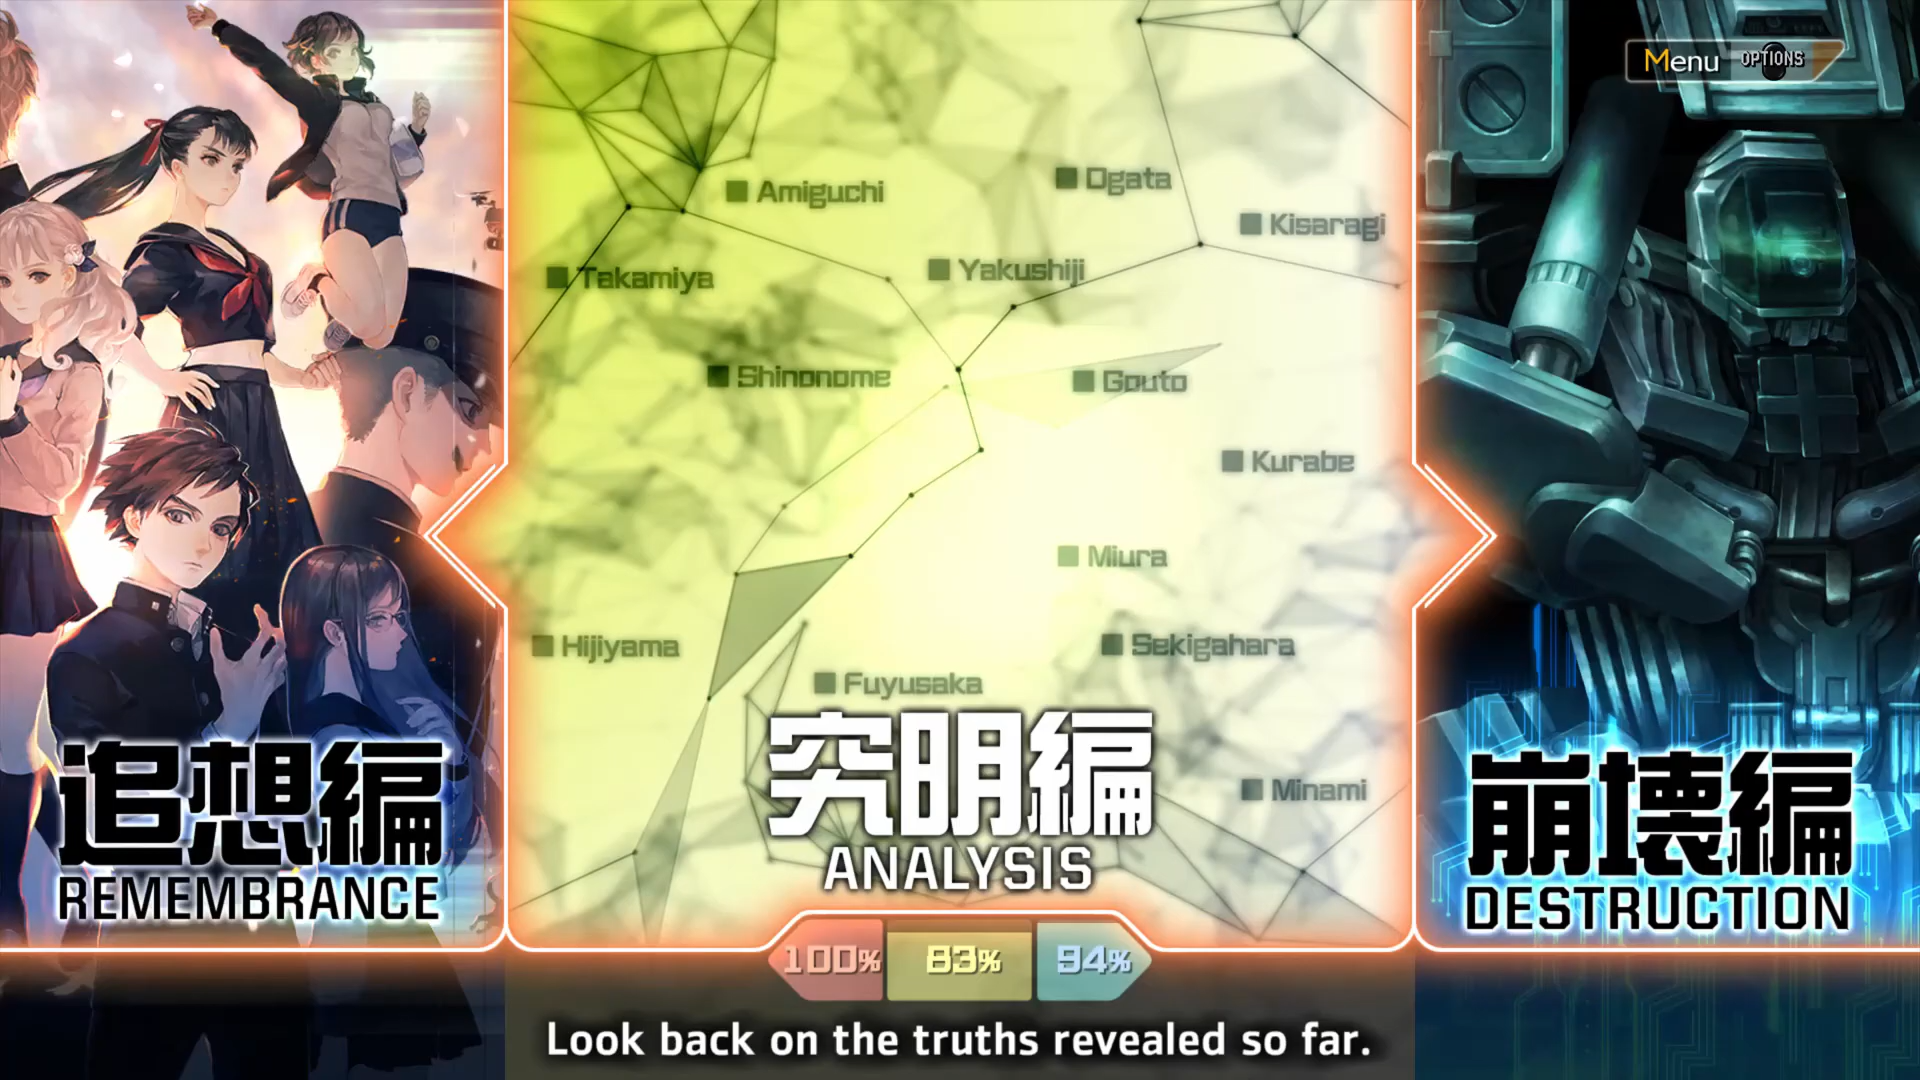 Menu OPTIONS
Amiguchi
Ogata
Kisaragi
Takamiya
Yakushiji
Shinonome
Gouto
Kurabe
Miura
Hijiyama
Sekigahara
Fuyusaka
Minami
追想編
REMEMBRANCE
究明編
ANALYSIS
崩壊編
DESTRUCTION
100% 83% 94%
Look back on the truths revealed so far.